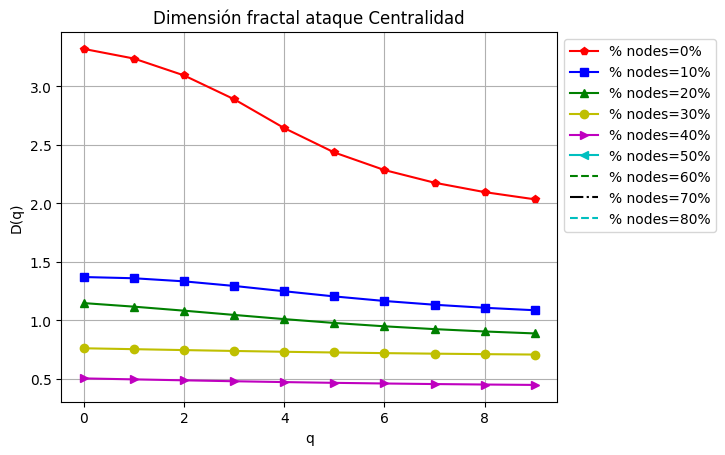 Dimensión fractal ataque Centralidad
D(q)
3.0
2.5
2.0
1.5
1.0
0.5
0
2
4
6
8
q
% nodes=0%
% nodes=10%
% nodes=20%
% nodes=30%
% nodes=40%
% nodes=50%
% nodes=60%
% nodes=70%
% nodes=80%